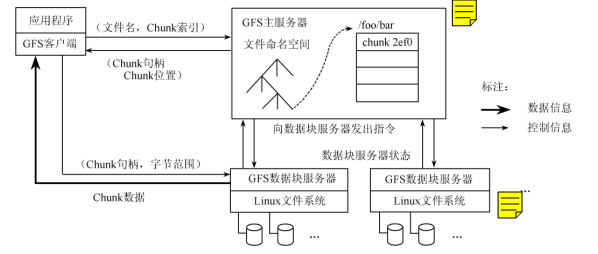 应用程序
GFS客户端
（文件名，Chunk索引）
（Chunk句柄
Chunk位置）
GFS主服务器
文件命名空间
/foo/bar
chunk 2ef0
标注：
数据信息
控制信息
向数据块服务器发出指令
数据块服务器状态
（Chunk句柄，字节范围）
Chunk数据
GFS数据块服务器
Linux文件系统
...
GFS数据块服务器
Linux文件系统
...
...